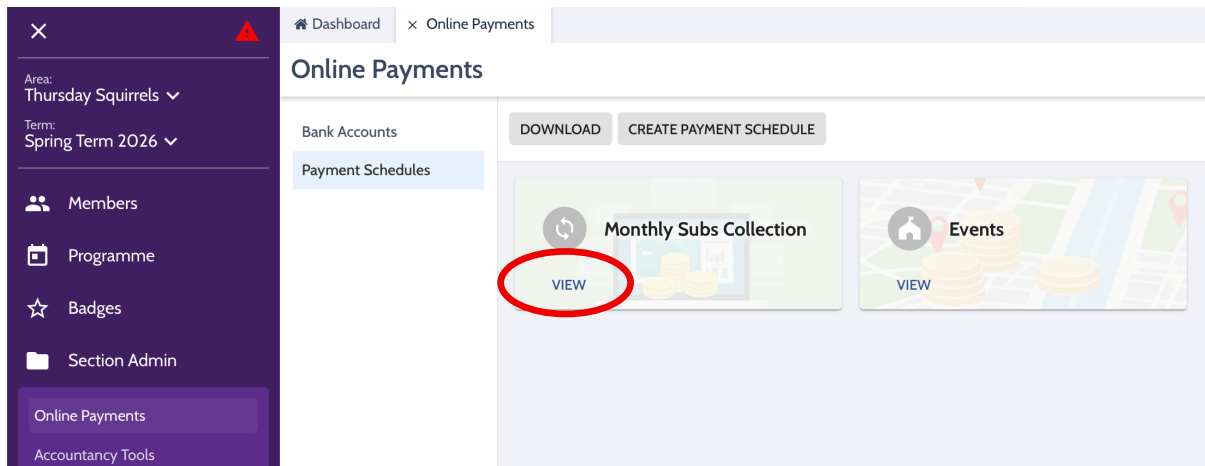 Area:
Thursday Squirrels
Term:
Spring Term 2026
Members
Programme
Badges
Section Admin
Online Payments
Accountancy Tools
Dashboard
Online Payments
Online Payments
Bank Accounts
Payment Schedules
DOWNLOAD
CREATE PAYMENT SCHEDULE
Monthly Subs Collection
VIEW
Events
VIEW